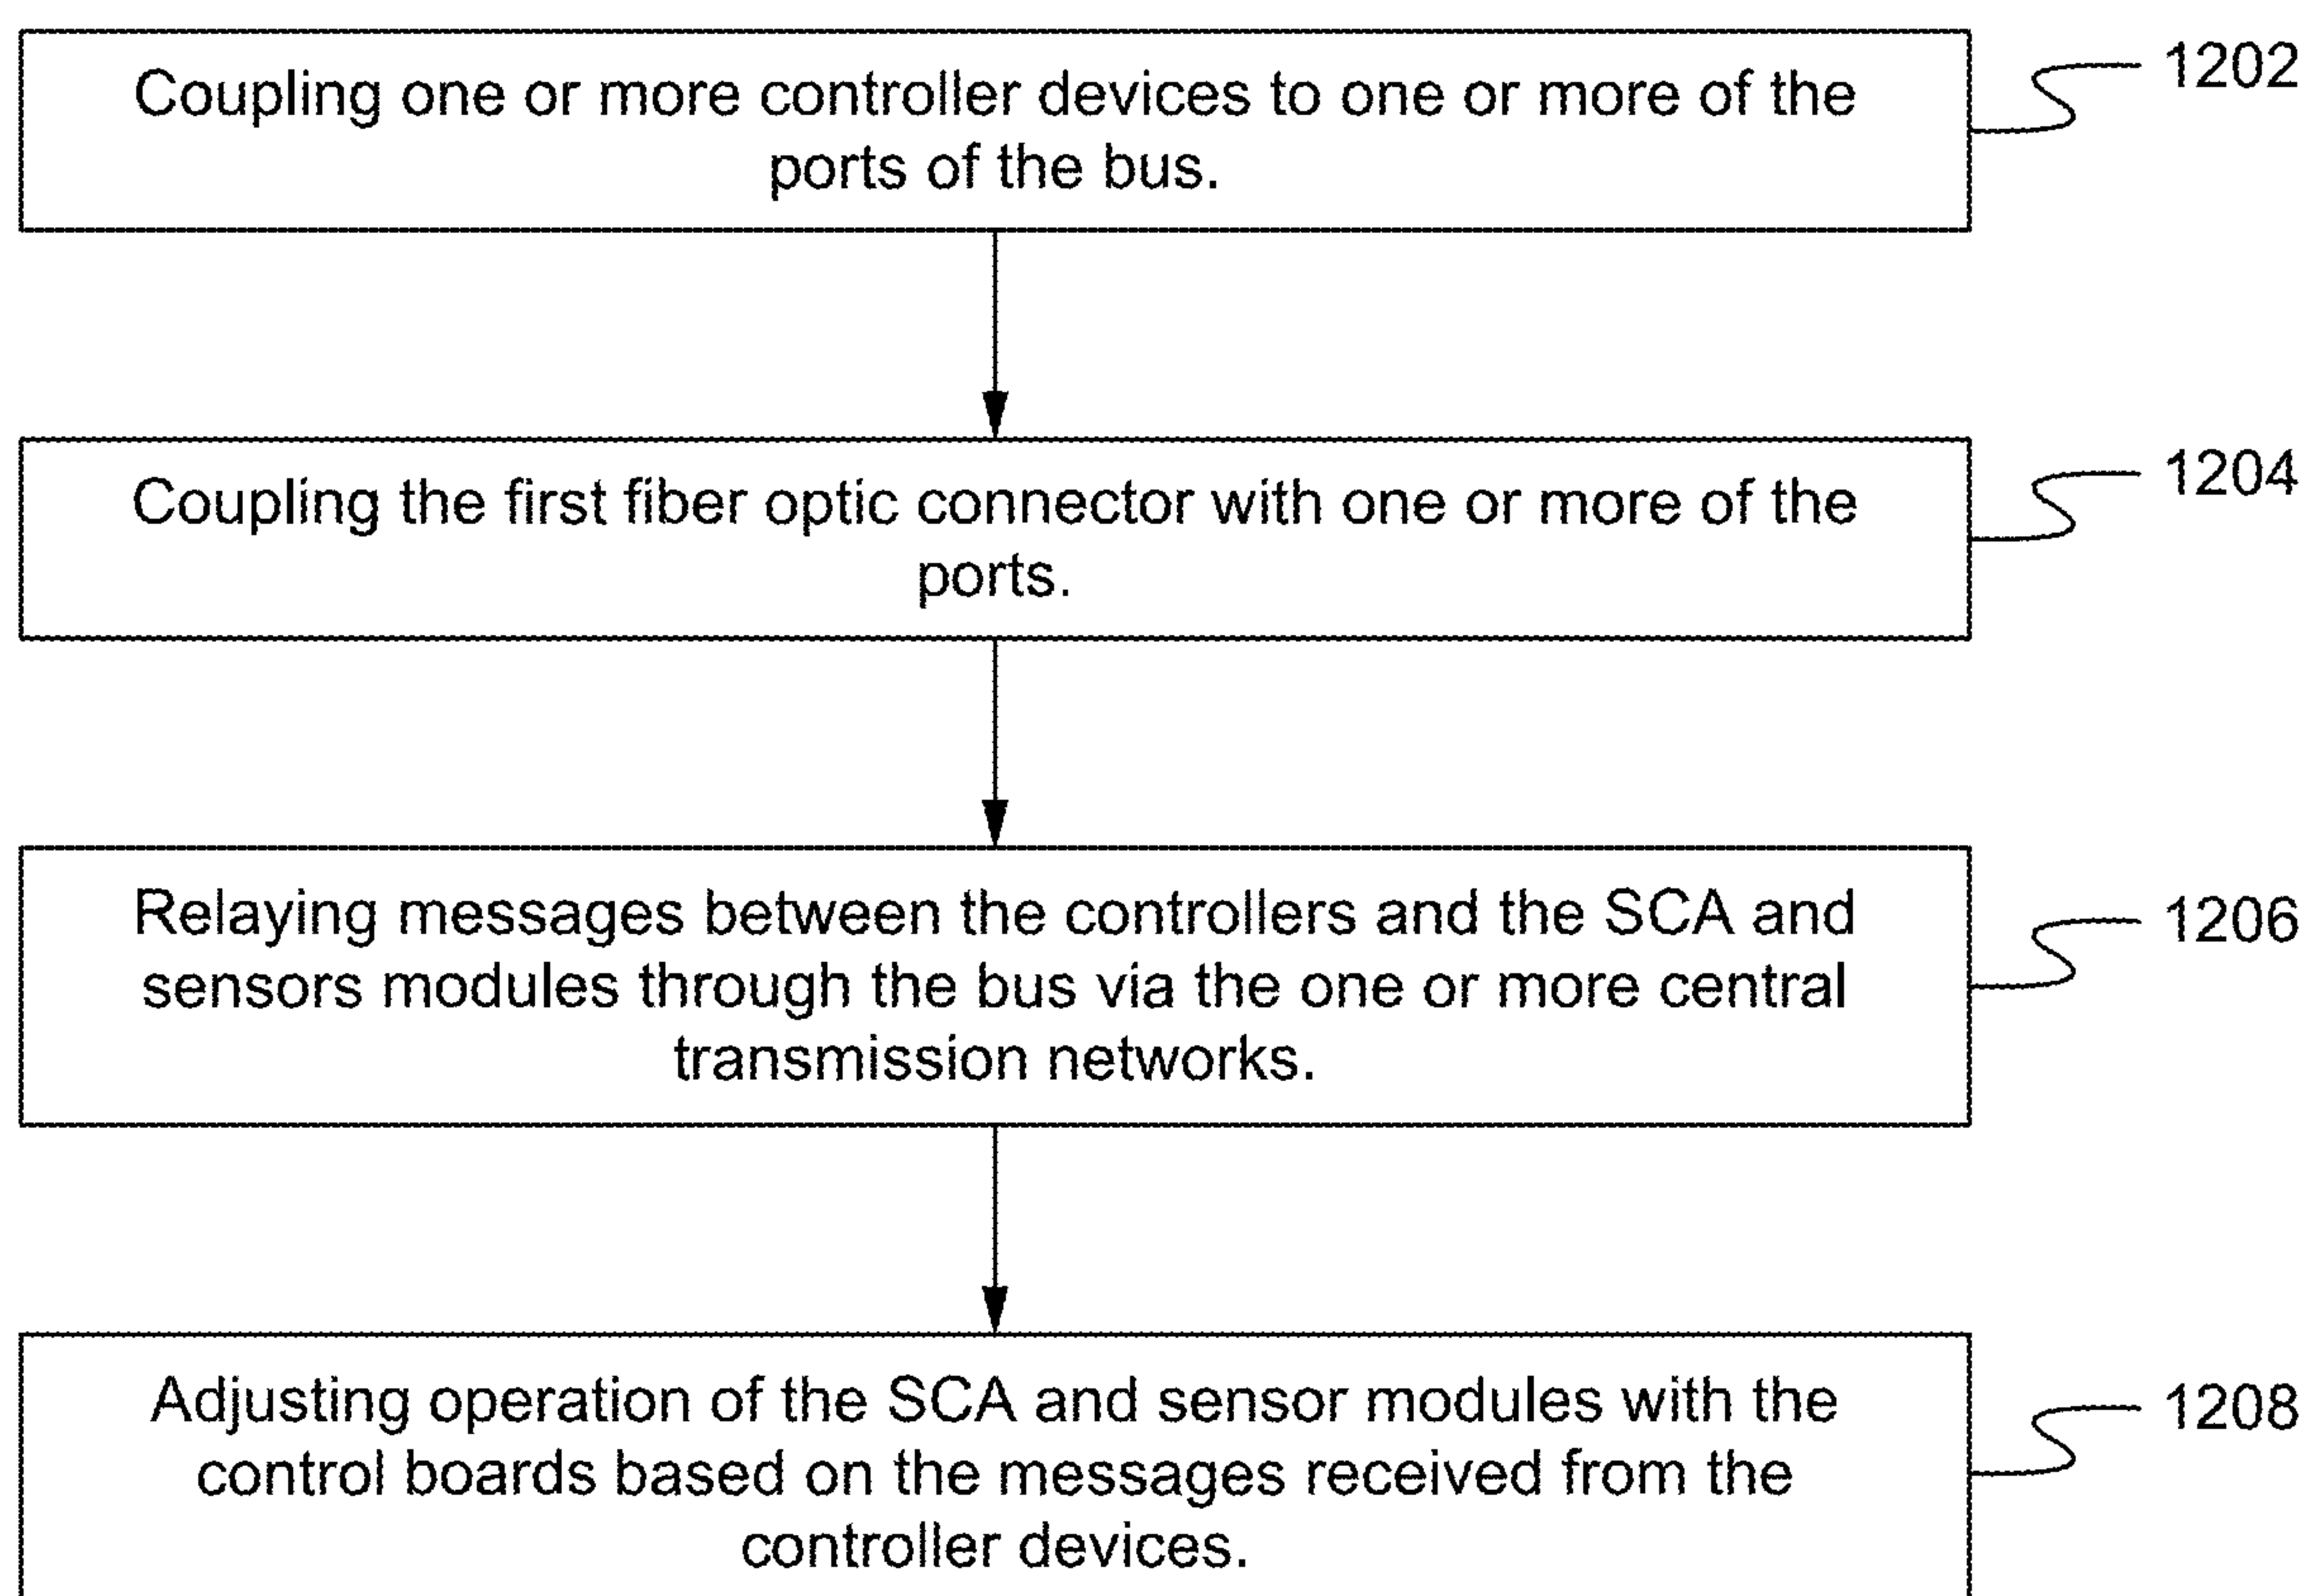 Coupling one or more controller devices to one or more of the
ports of the bus.
1202
Coupling the first fiber optic connector with one or more of the
ports.
1204
Relaying messages between the controllers and the SCA and
sensors modules through the bus via the one or more central
transmission networks.
1206
Adjusting operation of the SCA and sensor modules with the
control boards based on the messages received from the
controller devices.
1208